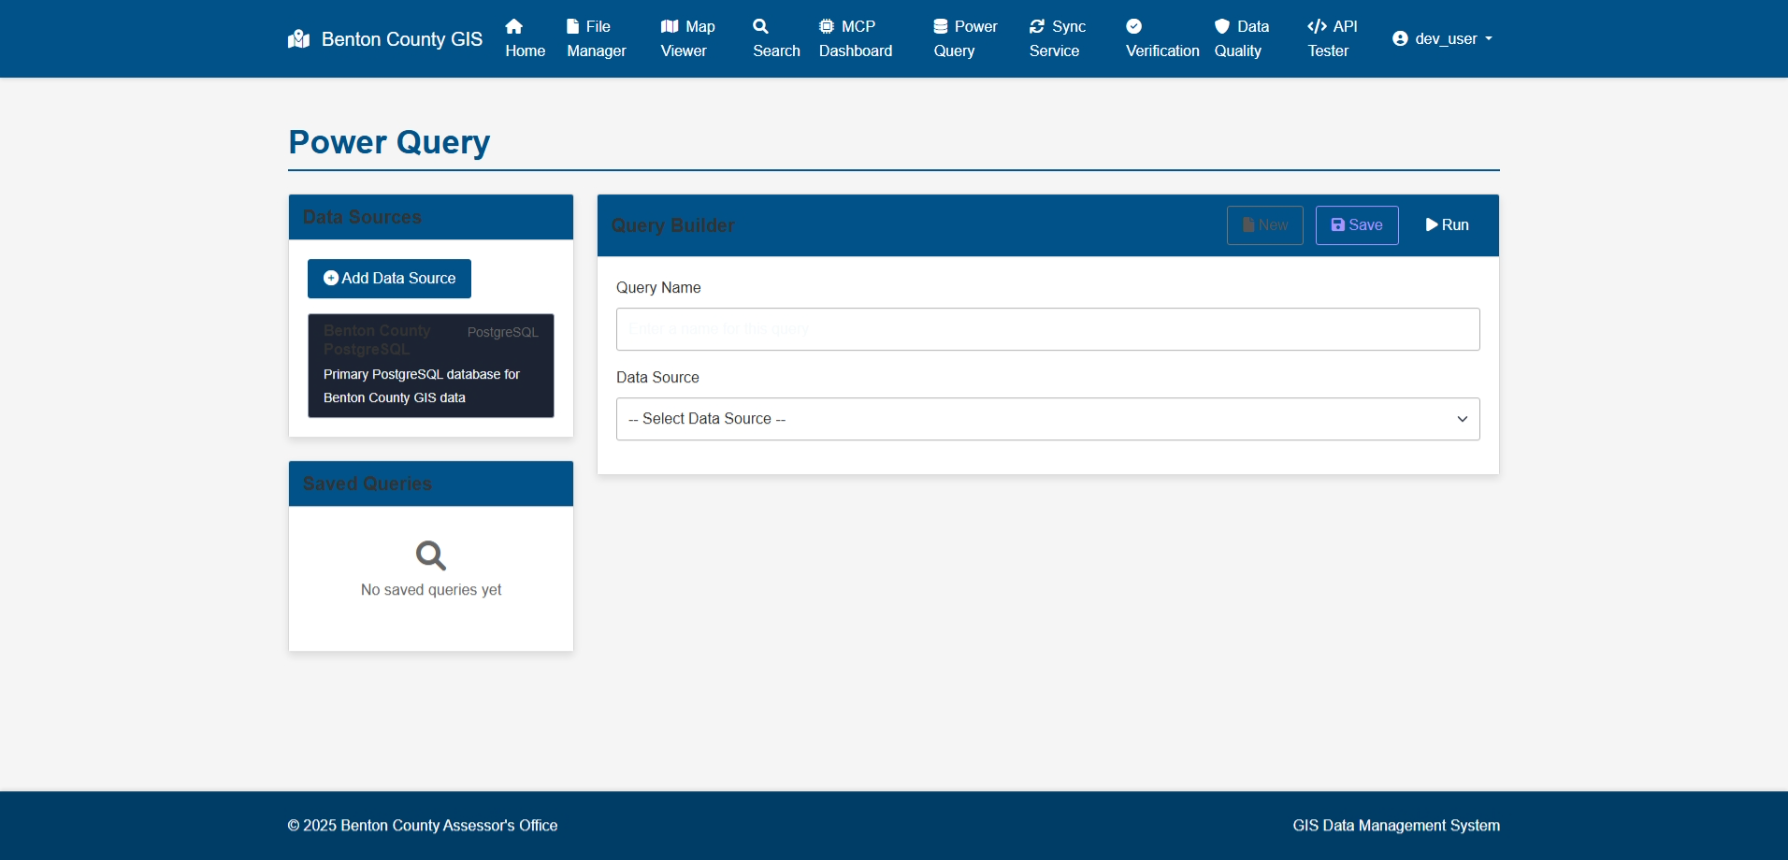 Benton County GIS
Home
File
Manager
Map
Viewer
Search
MCP
Dashboard
Power
Query
Sync
Service
Verification
Data
Quality
API
Tester
dev_user
Power Query
Data Sources
Add Data Source
Benton County
PostgreSQL
PostgreSQL
Primary PostgreSQL database for
Benton County GIS data
Saved Queries
No saved queries yet
Query Builder
New
Save
Run
Query Name
Enter a name for this query
Data Source
-- Select Data Source --
© 2025 Benton County Assessor's Office
GIS Data Management System